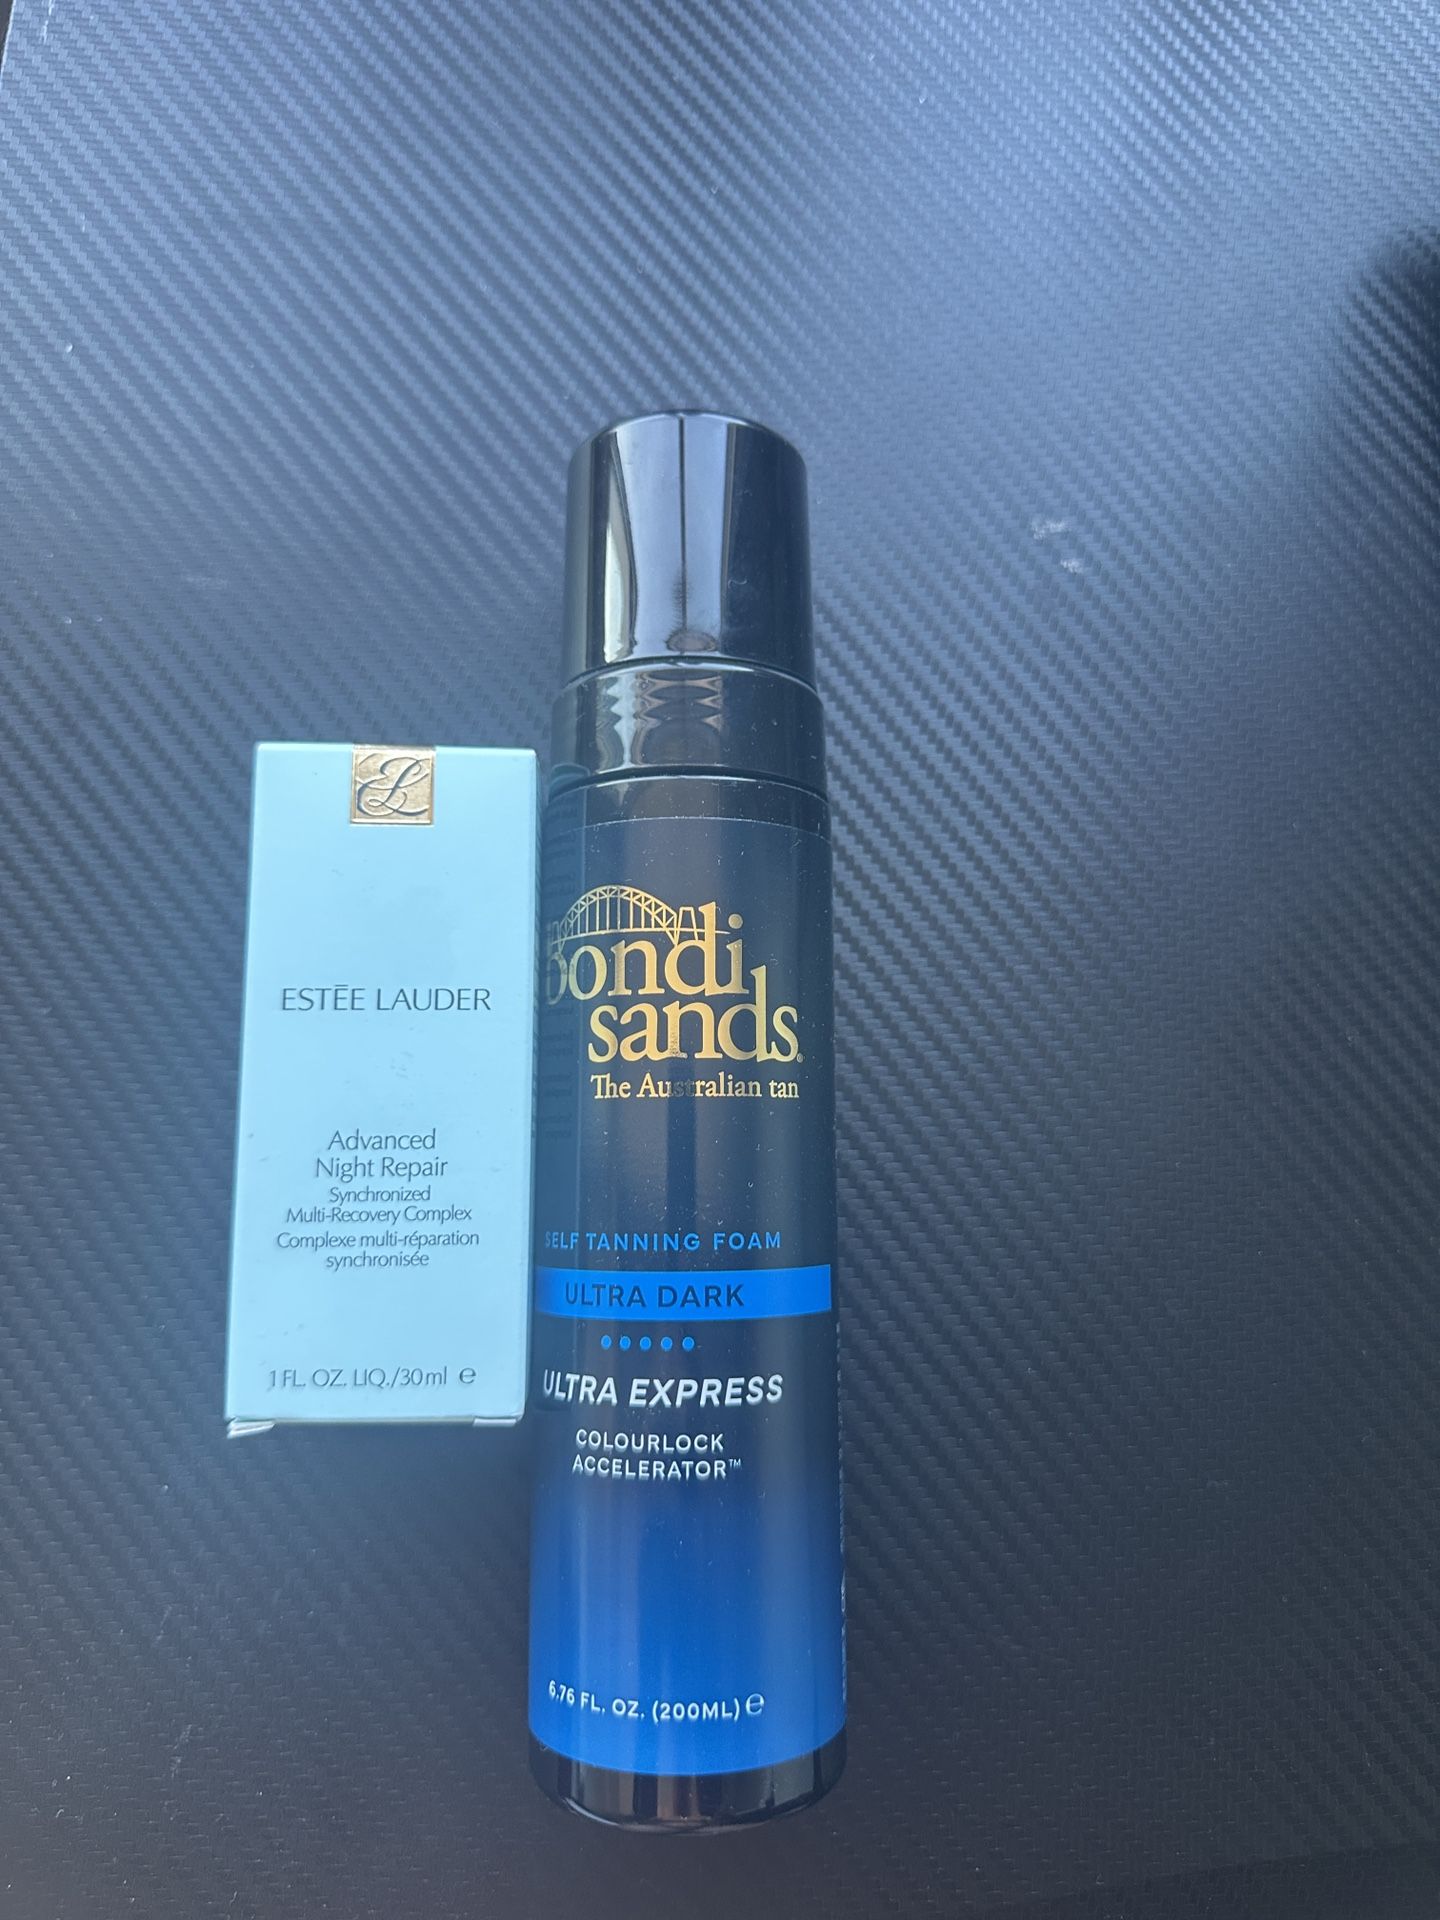 EL
ESTĒE LAUDER
Advanced
Night Repair
Synchronized
Multi-Recovery Complex
Complexe multi-réparation
synchronisée
1 FL. OZ. LIQ./30ml ℮
bondi
sands®
The Australian tan
SELF TANNING FOAM
ULTRA DARK
ULTRA EXPRESS
COLOURLOCK
ACCELERATOR™
6.76 FL. OZ. (200ML) ℮